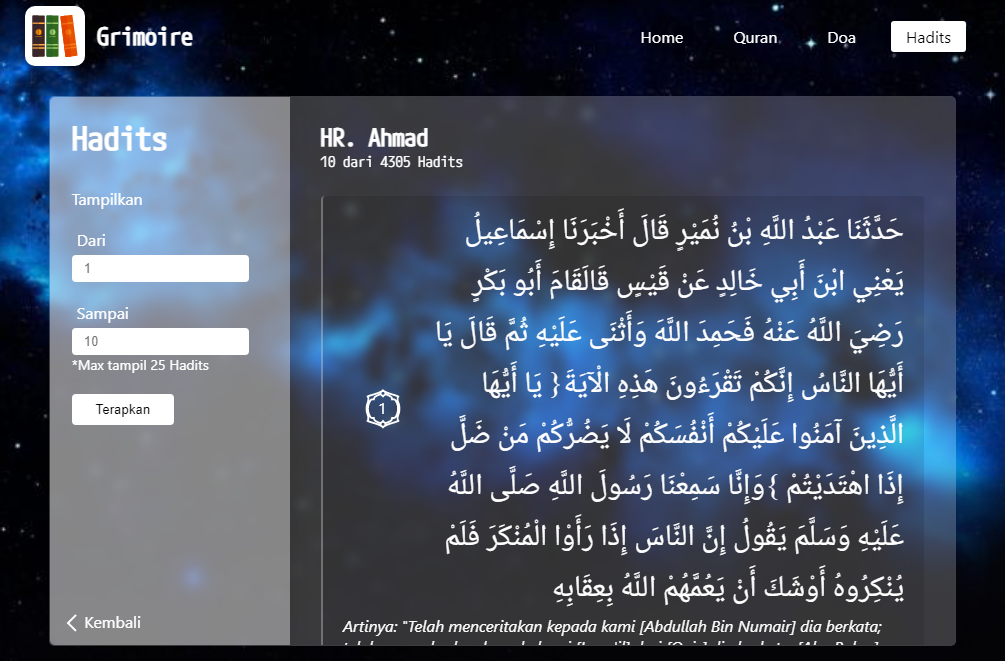 Grimoire
Home
Quran
Doa
Hadits
Hadits
Tampilkan
Dari
1
Sampai
10
*Max tampil 25 Hadits
Terapkan
Kembali
HR. Ahmad
10 dari 4305 Hadits
1
حَدَّثَنَا عَبْدُ اللَّهِ بْنُ نُمَيْرٍ قَالَ أَخْبَرَنَا إِسْمَاعِيلُ
يَعْنِي ابْنَ أَبِي خَالِدٍ عَنْ قَيْسٍ قَالَقَامَ أَبُو بَكْرٍ
رَضِيَ اللَّهُ عَنْهُ فَحَمِدَ اللَّهَ وَأَثْنَى عَلَيْهِ ثُمَّ قَالَ يَا
أَيُّهَا النَّاسُ إِنَّكُمْ تَقْرَءُونَ هَذِهِ الْآيَةَ { يَا أَيُّهَا
الَّذِينَ آمَنُوا عَلَيْكُمْ أَنْفُسَكُمْ لَا يَضُرُّكُمْ مَنْ ضَلَّ
إِذَا اهْتَدَيْتُمْ } وَإِنَّا سَمِعْنَا رَسُولَ اللَّهِ صَلَّى اللَّهُ
عَلَيْهِ وَسَلَّمَ يَقُولُ إِنَّ النَّاسَ إِذَا رَأَوْا الْمُنْكَرَ فَلَمْ
يُنْكِرُوهُ أَوْشَكَ أَنْ يَعُمَّهُمْ اللَّهُ بِعِقَابِهِ
Artinya: "Telah menceritakan kepada kami [Abdullah Bin Numair] dia berkata;